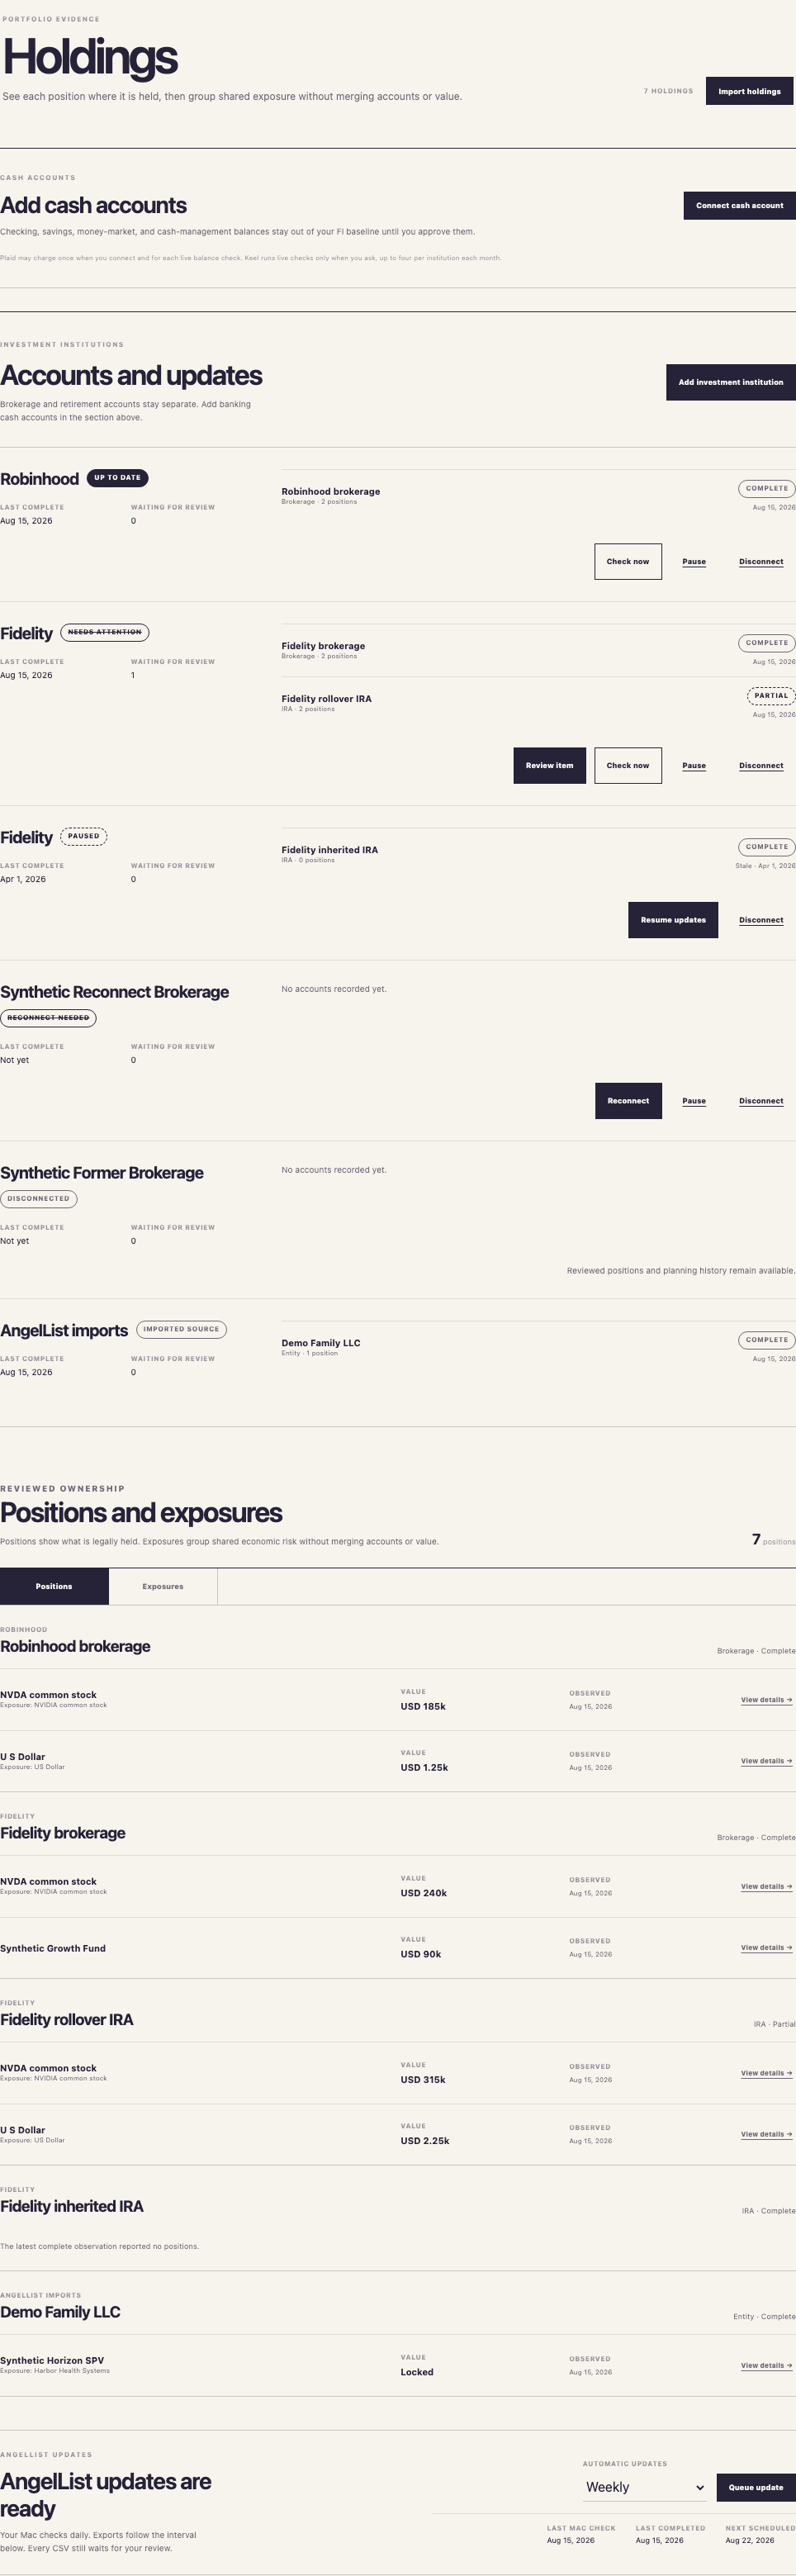 PORTFOLIO EVIDENCE
Holdings
See each position where it is held, then group shared exposure without merging accounts or value.
7 HOLDINGS
Import holdings
CASH ACCOUNTS
Add cash accounts
Connect cash account
Checking, savings, money-market, and cash-management balances stay out of your FI baseline until you approve them.
Plaid may charge once when you connect and for each live balance check. Keel runs live checks only when you ask, up to four per institution each month.
INVESTMENT INSTITUTIONS
Accounts and updates
Add investment institution
Brokerage and retirement accounts stay separate. Add banking
cash accounts in the section above.
Robinhood UP TO DATE
LAST COMPLETE WAITING FOR REVIEW
Aug 15, 2026 0
Robinhood brokerage
Brokerage · 2 positions
COMPLETE
Aug 15, 2026
Check now Pause Disconnect
Fidelity NEEDS ATTENTION
LAST COMPLETE WAITING FOR REVIEW
Aug 15, 2026 1
Fidelity brokerage
Brokerage · 2 positions
COMPLETE
Aug 15, 2026
Fidelity rollover IRA
IRA · 2 positions
PARTIAL
Aug 15, 2026
Review item Check now Pause Disconnect
Fidelity PAUSED
LAST COMPLETE WAITING FOR REVIEW
Apr 1, 2026 0
Fidelity inherited IRA
IRA · 0 positions
COMPLETE
Stale · Apr 1, 2026
Resume updates Disconnect
Synthetic Reconnect Brokerage
RECONNECT NEEDED
LAST COMPLETE WAITING FOR REVIEW
Not yet 0
No accounts recorded yet.
Reconnect Pause Disconnect
Synthetic Former Brokerage
DISCONNECTED
LAST COMPLETE WAITING FOR REVIEW
Not yet 0
No accounts recorded yet.
Reviewed positions and planning history remain available.
AngelList imports IMPORTED SOURCE
LAST COMPLETE WAITING FOR REVIEW
Aug 15, 2026 0
Demo Family LLC
Entity · 1 position
COMPLETE
Aug 15, 2026
REVIEWED OWNERSHIP
Positions and exposures
Positions show what is legally held. Exposures group shared economic risk without merging accounts or value.
7 positions
Positions Exposures
ROBINHOOD
Robinhood brokerage
Brokerage · Complete
NVDA common stock
Exposure: NVIDIA common stock
VALUE
USD 185k
OBSERVED
Aug 15, 2026
View details →
U S Dollar
Exposure: US Dollar
VALUE
USD 1.25k
OBSERVED
Aug 15, 2026
View details →
FIDELITY
Fidelity brokerage
Brokerage · Complete
NVDA common stock
Exposure: NVIDIA common stock
VALUE
USD 240k
OBSERVED
Aug 15, 2026
View details →
Synthetic Growth Fund
VALUE
USD 90k
OBSERVED
Aug 15, 2026
View details →
FIDELITY
Fidelity rollover IRA
IRA · Partial
NVDA common stock
Exposure: NVIDIA common stock
VALUE
USD 315k
OBSERVED
Aug 15, 2026
View details →
U S Dollar
Exposure: US Dollar
VALUE
USD 2.25k
OBSERVED
Aug 15, 2026
View details →
FIDELITY
Fidelity inherited IRA
IRA · Complete
The latest complete observation reported no positions.
ANGELLIST IMPORTS
Demo Family LLC
Entity · Complete
Synthetic Horizon SPV
Exposure: Harbor Health Systems
VALUE
Locked
OBSERVED
Aug 15, 2026
View details →
ANGELLIST UPDATES
AngelList updates are
ready
Your Mac checks daily. Exports follow the interval
below. Every CSV still waits for your review.
AUTOMATIC UPDATES
Weekly
Queue update
LAST MAC CHECK LAST COMPLETED NEXT SCHEDULED
Aug 15, 2026 Aug 15, 2026 Aug 22, 2026